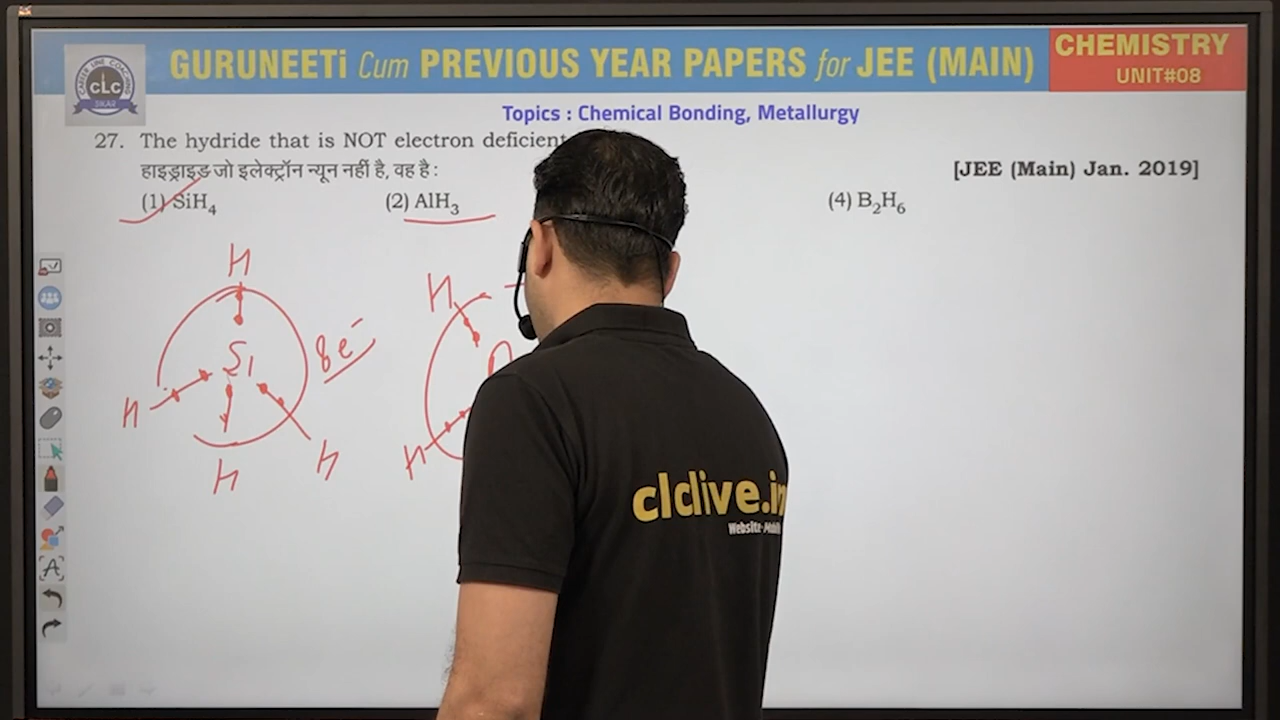 GURUNEETi Cum PREVIOUS YEAR PAPERS for JEE (MAIN)
CHEMISTRY
UNIT#08
CLC
SIKAR
Topics : Chemical Bonding, Metallurgy
27. The hydride that is NOT electron deficient
हाइड्राइड जो इलेक्ट्रॉन न्यून नहीं है, वह है :
[JEE (Main) Jan. 2019]
(1) SiH4 (2) AlH3 (4) B2H6
H
H
Si 8e-
H
H
H H
clclive.in
Website